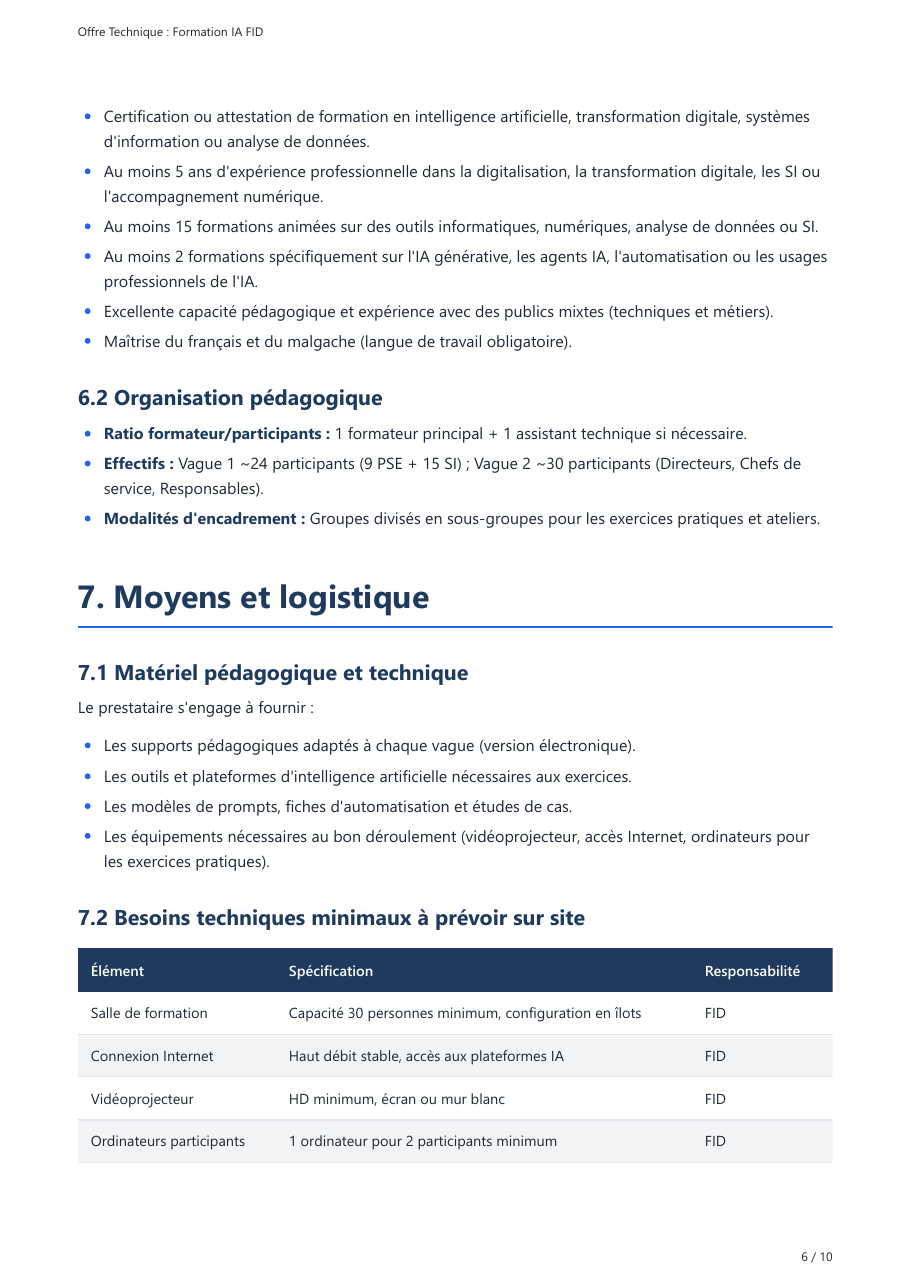 Offre Technique : Formation IA FID
Certification ou attestation de formation en intelligence artificielle, transformation digitale, systèmes
d'information ou analyse de données.
Au moins 5 ans d'expérience professionnelle dans la digitalisation, la transformation digitale, les SI ou
l'accompagnement numérique.
Au moins 15 formations animées sur des outils informatiques, numériques, analyse de données ou SI.
Au moins 2 formations spécifiquement sur l'IA générative, les agents IA, l'automatisation ou les usages
professionnels de l'IA.
Excellente capacité pédagogique et expérience avec des publics mixtes (techniques et métiers).
Maîtrise du français et du malgache (langue de travail obligatoire).
6.2 Organisation pédagogique
Ratio formateur/participants : 1 formateur principal + 1 assistant technique si nécessaire.
Effectifs : Vague 1 ~24 participants (9 PSE + 15 SI) ; Vague 2 ~30 participants (Directeurs, Chefs de
service, Responsables).
Modalités d'encadrement : Groupes divisés en sous-groupes pour les exercices pratiques et ateliers.
7. Moyens et logistique
7.1 Matériel pédagogique et technique
Le prestataire s'engage à fournir :
Les supports pédagogiques adaptés à chaque vague (version électronique).
Les outils et plateformes d'intelligence artificielle nécessaires aux exercices.
Les modèles de prompts, fiches d'automatisation et études de cas.
Les équipements nécessaires au bon déroulement (vidéoprojecteur, accès Internet, ordinateurs pour
les exercices pratiques).
7.2 Besoins techniques minimaux à prévoir sur site
Élément Spécification Responsabilité
Salle de formation Capacité 30 personnes minimum, configuration en îlots FID
Connexion Internet Haut débit stable, accès aux plateformes IA FID
Vidéoprojecteur HD minimum, écran ou mur blanc FID
Ordinateurs participants 1 ordinateur pour 2 participants minimum FID
6 / 10